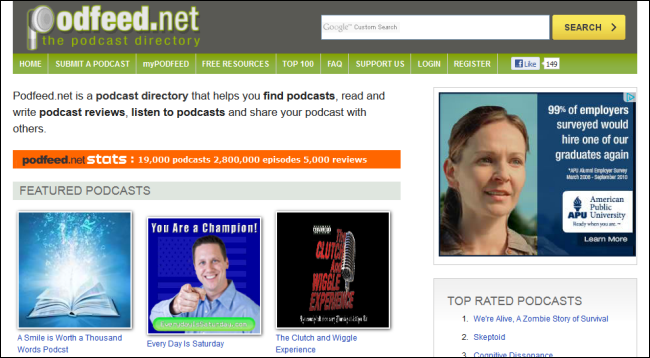 podfeed.net
the podcast directory
Google™ Custom Search
SEARCH >
HOME SUBMIT A PODCAST myPODFEED FREE RESOURCES TOP 100 FAQ SUPPORT US LOGIN REGISTER Like 149
Podfeed.net is a podcast directory that helps you find podcasts, read and
write podcast reviews, listen to podcasts and share your podcast with
others.
podfeed.net stats: 19,000 podcasts 2,800,000 episodes 5,000 reviews
FEATURED PODCASTS
You Are a Champion!
THE
CLUTCH
AND
WIGGLE
EXPERIENCE
A Smile is Worth a Thousand
Words Podcst
Every Day Is Saturday
The Clutch and Wiggle
Experience
99% of employers
surveyed would
hire one of our
graduates again
*APU Alumni Employer Survey
March 2008 - September 2010
APU
American
Public
University
Ready when you are.™
Learn More
TOP RATED PODCASTS
1. We're Alive, A Zombie Story of Survival
2. Skeptoid
3. Cognitive Dissonance